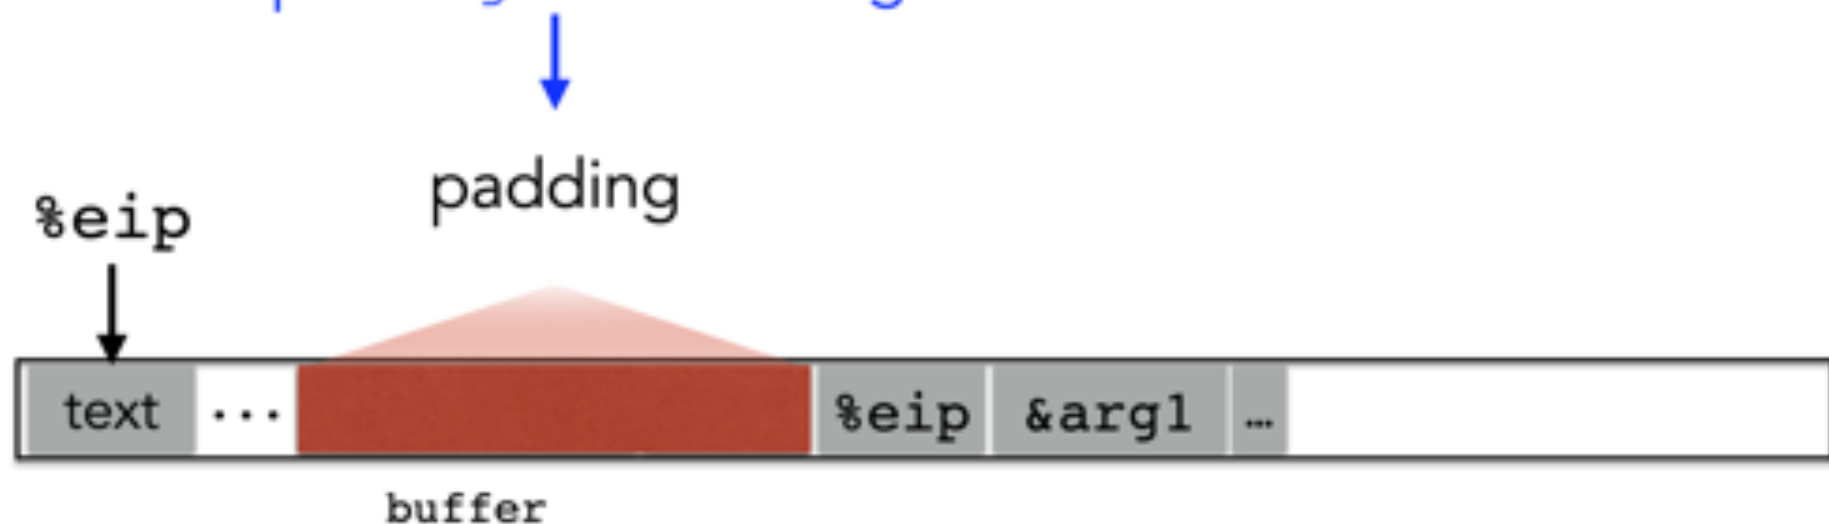 padding
%eip
text ... %eip &arg1 ...
buffer